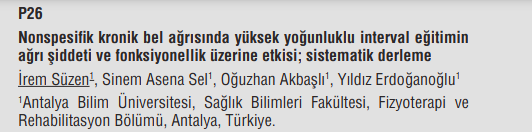 P26
Nonspesifik kronik bel ağrısında yüksek yoğunluklu interval eğitimin
ağrı şiddeti ve fonksiyonellik üzerine etkisi; sistematik derleme
İrem Süzen¹, Sinem Asena Sel¹, Oğuzhan Akbaşlı¹, Yıldız Erdoğanoğlu¹
¹Antalya Bilim Üniversitesi, Sağlık Bilimleri Fakültesi, Fizyoterapi ve
Rehabilitasyon Bölümü, Antalya, Türkiye.